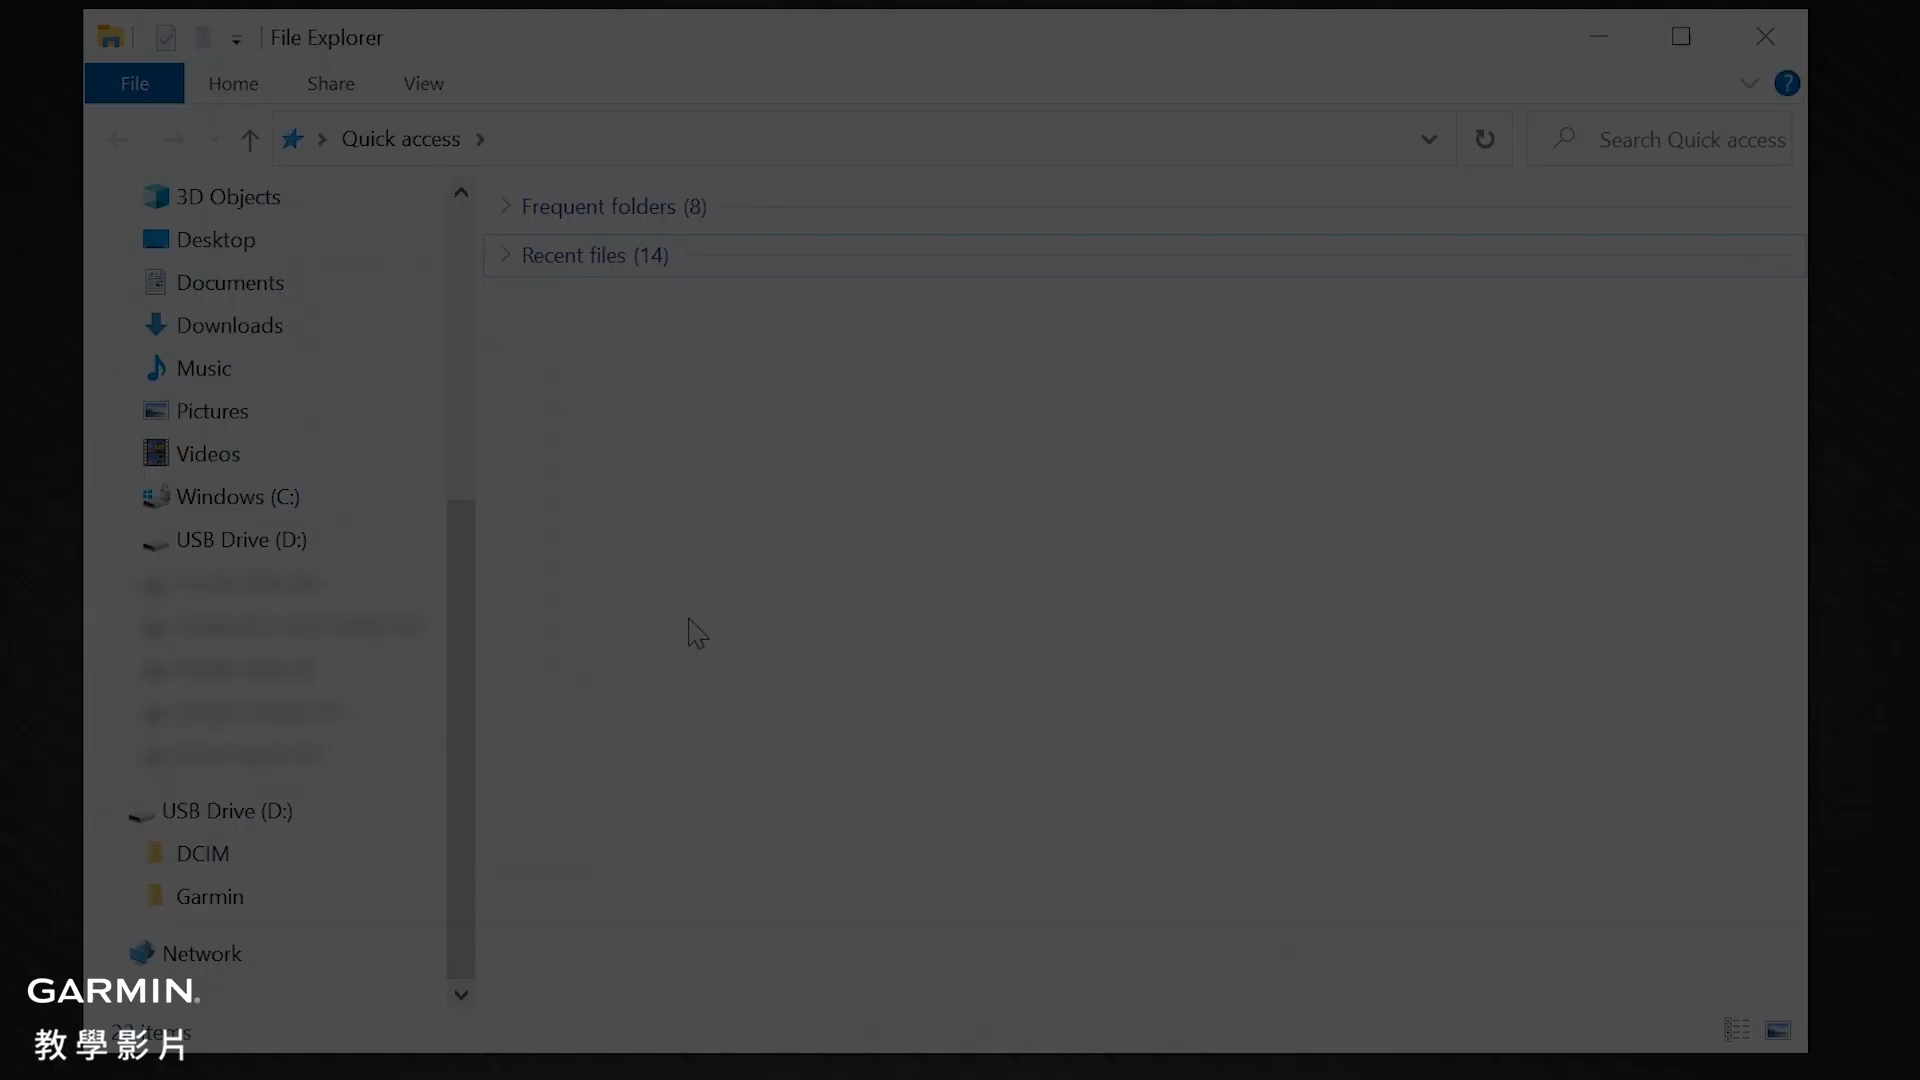 File Explorer
File Home Share View
Quick access
Search Quick access
3D Objects
Desktop
Documents
Downloads
Music
Pictures
Videos
Windows (C:)
USB Drive (D:)
USB Drive (D:)
DCIM
Garmin
Network
Frequent folders (8)
Recent files (14)
GARMIN
教學影片
items